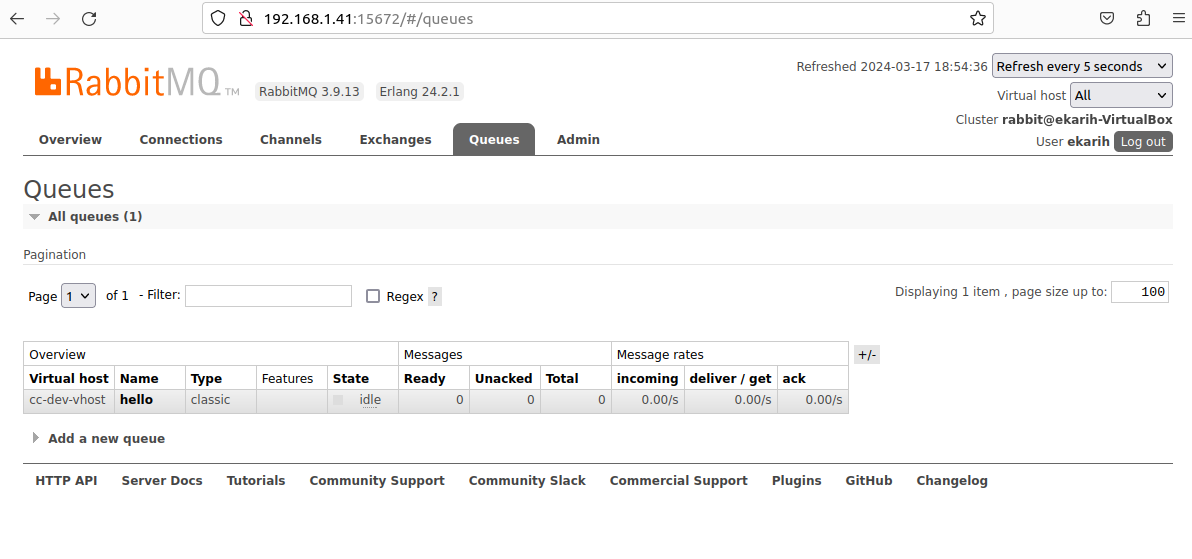 192.168.1.41:15672/#/queues
RabbitMQ TM RabbitMQ 3.9.13 Erlang 24.2.1
Refreshed 2024-03-17 18:54:36 Refresh every 5 seconds
Virtual host All
Cluster rabbit@ekarih-VirtualBox
User ekarih Log out
Overview Connections Channels Exchanges Queues Admin
Queues
All queues (1)
Pagination
Page 1 of 1 - Filter: Regex ? Displaying 1 item , page size up to: 100
Overview Messages Message rates +/-
Virtual host Name Type Features State Ready Unacked Total incoming deliver / get ack
cc-dev-vhost hello classic idle 0 0 0 0.00/s 0.00/s 0.00/s
Add a new queue
HTTP API Server Docs Tutorials Community Support Community Slack Commercial Support Plugins GitHub Changelog